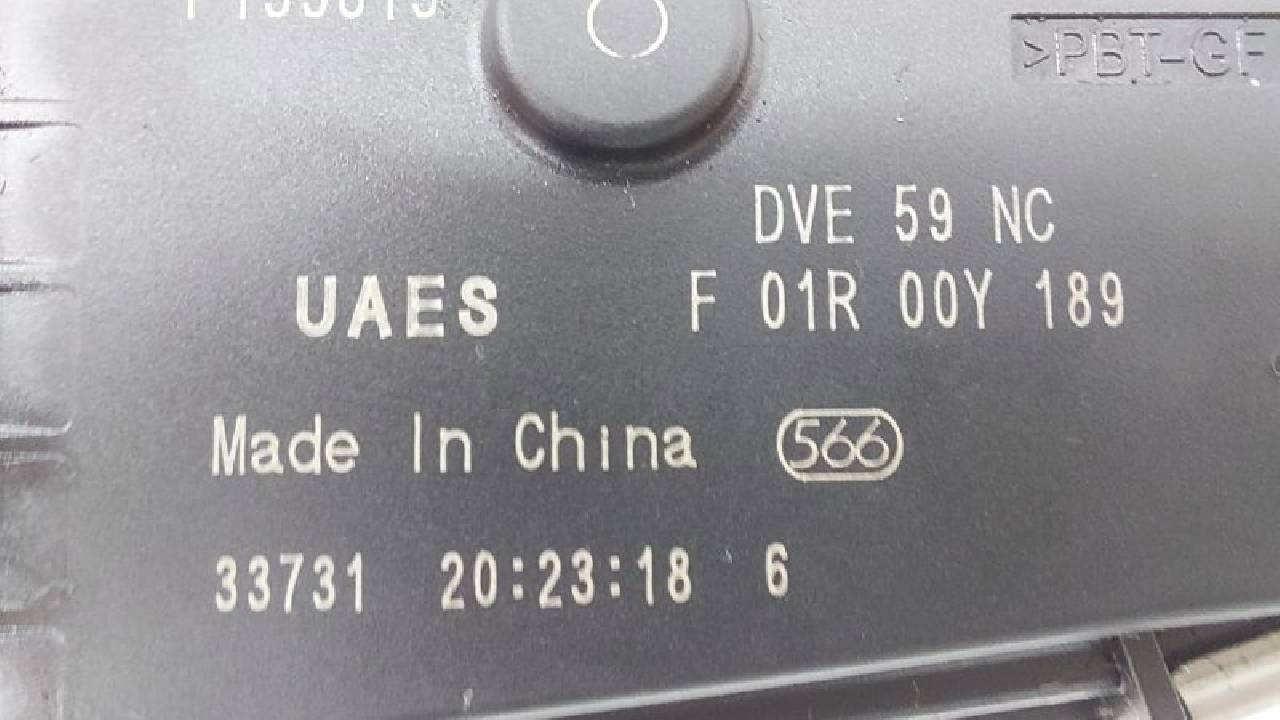 >PBT-GF
DVE 59 NC
UAES F 01R 00Y 189
Made In China 566
33731 20:23:18 6